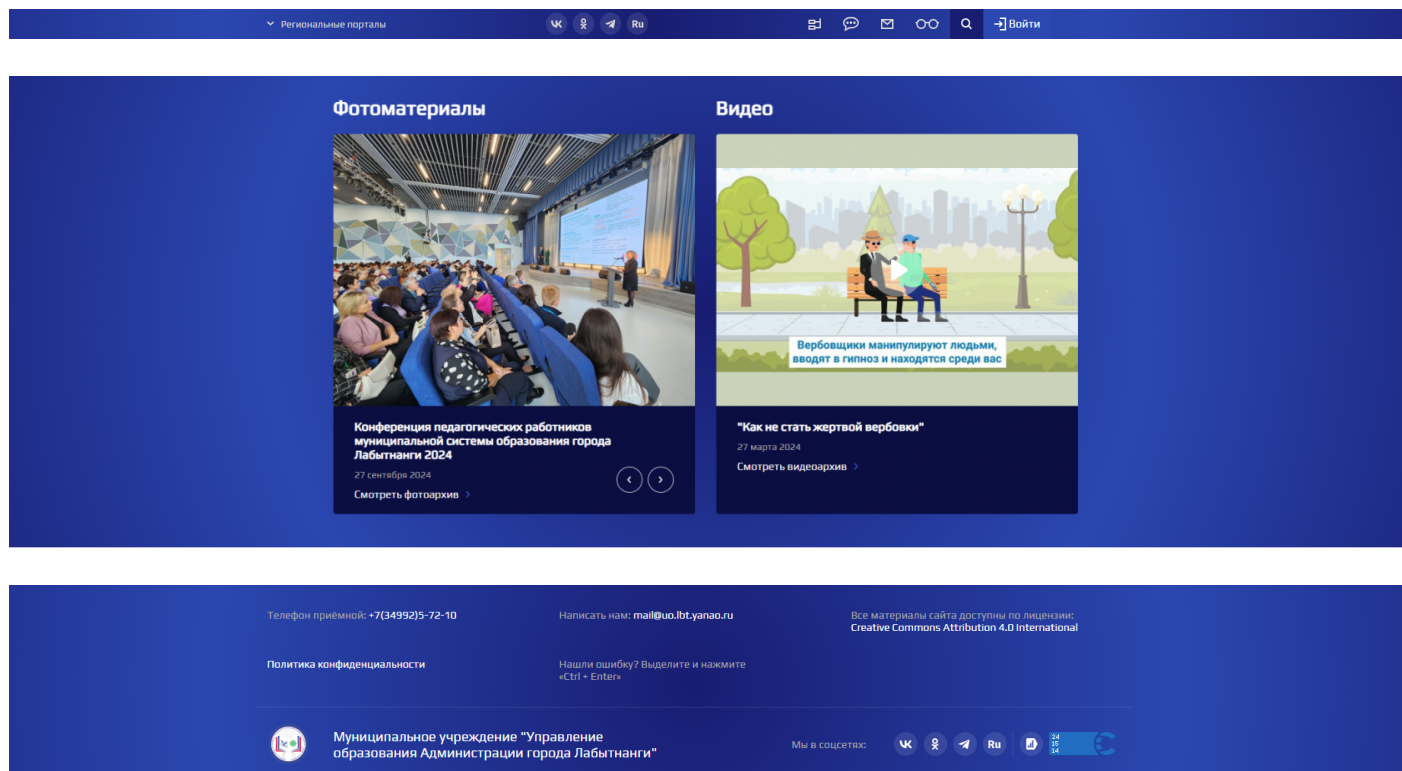 Региональные порталы
Ru
Войти
Фотоматериалы
Видео
Вербовщики манипулируют людьми,
вводят в гипноз и находятся среди вас
Конференция педагогических работников
муниципальной системы образования города
Лабытнанги 2024
27 сентября 2024
Смотреть фотоархив
"Как не стать жертвой вербовки"
27 марта 2024
Смотреть видеоархив
Телефон приёмной: +7(34992)5-72-10
Написать нам: mail@uo.lbt.yanao.ru
Все материалы сайта доступны по лицензии:
Creative Commons Attribution 4.0 International
Политика конфиденциальности
Нашли ошибку? Выделите и нажмите
«Ctrl + Enter»
Муниципальное учреждение "Управление
образования Администрации города Лабытнанги"
Мы в соцсетях:
Ru
24
15
14